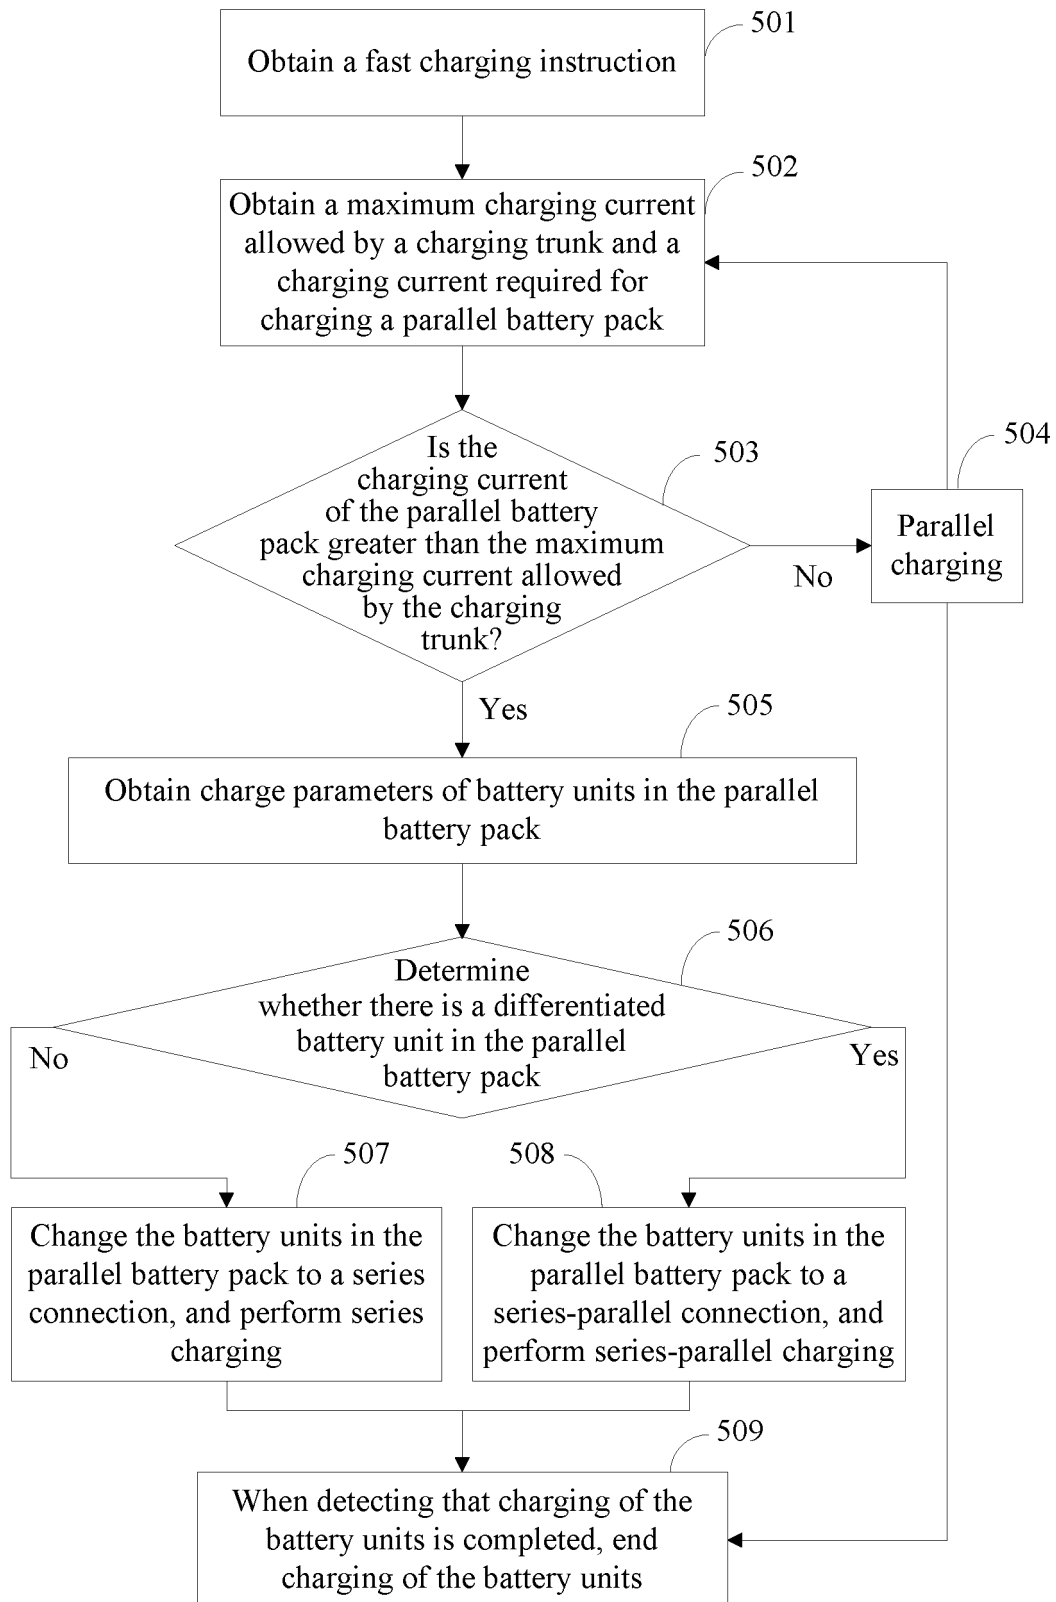 501
Obtain a fast charging instruction
502
Obtain a maximum charging current
allowed by a charging trunk and a
charging current required for
charging a parallel battery pack
503
Is the
charging current
of the parallel battery
pack greater than the maximum
charging current allowed
by the charging
trunk?
504
Parallel
charging
No
Yes
505
Obtain charge parameters of battery units in the parallel
battery pack
506
Determine
whether there is a differentiated
battery unit in the parallel
battery pack
No
Yes
507
Change the battery units in the
parallel battery pack to a series
connection, and perform series
charging
508
Change the battery units in the
parallel battery pack to a
series-parallel connection, and
perform series-parallel charging
509
When detecting that charging of the
battery units is completed, end
charging of the battery units